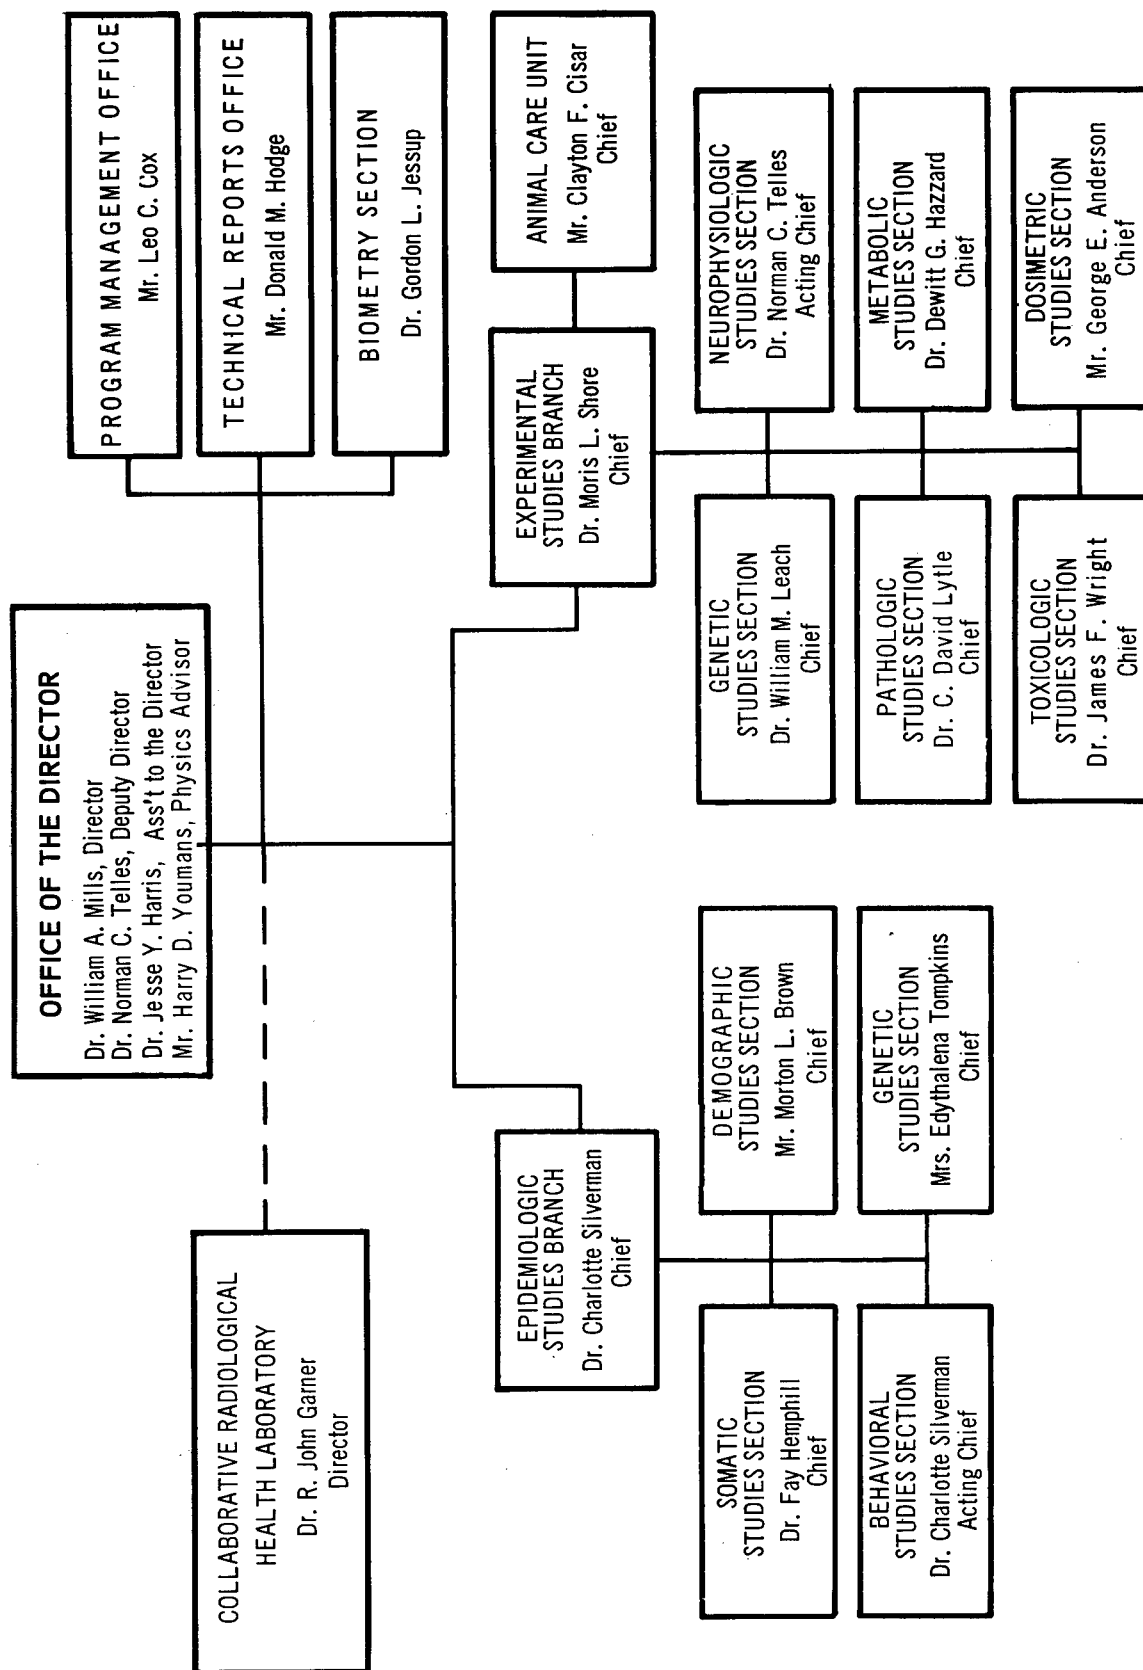 OFFICE OF THE DIRECTOR
Dr. William A. Mills, Director
Dr. Norman C. Telles, Deputy Director
Dr. Jesse Y. Harris, Ass't to the Director
Mr. Harry D. Youmans, Physics Advisor
PROGRAM MANAGEMENT OFFICE
Mr. Leo C. Cox
TECHNICAL REPORTS OFFICE
Mr. Donald M. Hodge
BIOMETRY SECTION
Dr. Gordon L. Jessup
COLLABORATIVE RADIOLOGICAL
HEALTH LABORATORY
Dr. R. John Garner
Director
EPIDEMIOLOGIC
STUDIES BRANCH
Dr. Charlotte Silverman
Chief
SOMATIC
STUDIES SECTION
Dr. Fay Hemphill
Chief
DEMOGRAPHIC
STUDIES SECTION
Mr. Morton L. Brown
Chief
BEHAVIORAL
STUDIES SECTION
Dr. Charlotte Silverman
Acting Chief
GENETIC
STUDIES SECTION
Mrs. Edythalena Tompkins
Chief
EXPERIMENTAL
STUDIES BRANCH
Dr. Moris L. Shore
Chief
ANIMAL CARE UNIT
Mr. Clayton F. Cisar
Chief
GENETIC
STUDIES SECTION
Dr. William M. Leach
Chief
NEUROPHYSIOLOGIC
STUDIES SECTION
Dr. Norman C. Telles
Acting Chief
PATHOLOGIC
STUDIES SECTION
Dr. C. David Lytle
Chief
METABOLIC
STUDIES SECTION
Dr. Dewitt G. Hazzard
Chief
TOXICOLOGIC
STUDIES SECTION
Dr. James F. Wright
Chief
DOSIMETRIC
STUDIES SECTION
Mr. George E. Anderson
Chief